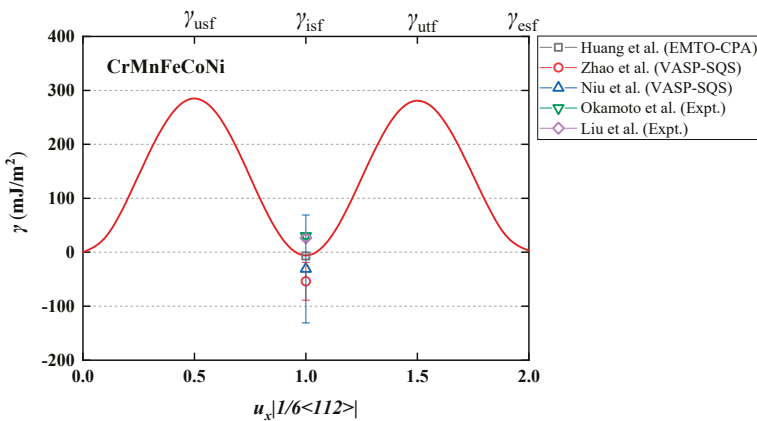 γusf γisf γutf γesf
CrMnFeCoNi
γ (mJ/m²)
400
300
200
100
0
-100
-200
0.0 0.5 1.0 1.5 2.0
uₓ|1/6<112>|
Huang et al. (EMTO-CPA)
Zhao et al. (VASP-SQS)
Niu et al. (VASP-SQS)
Okamoto et al. (Expt.)
Liu et al. (Expt.)